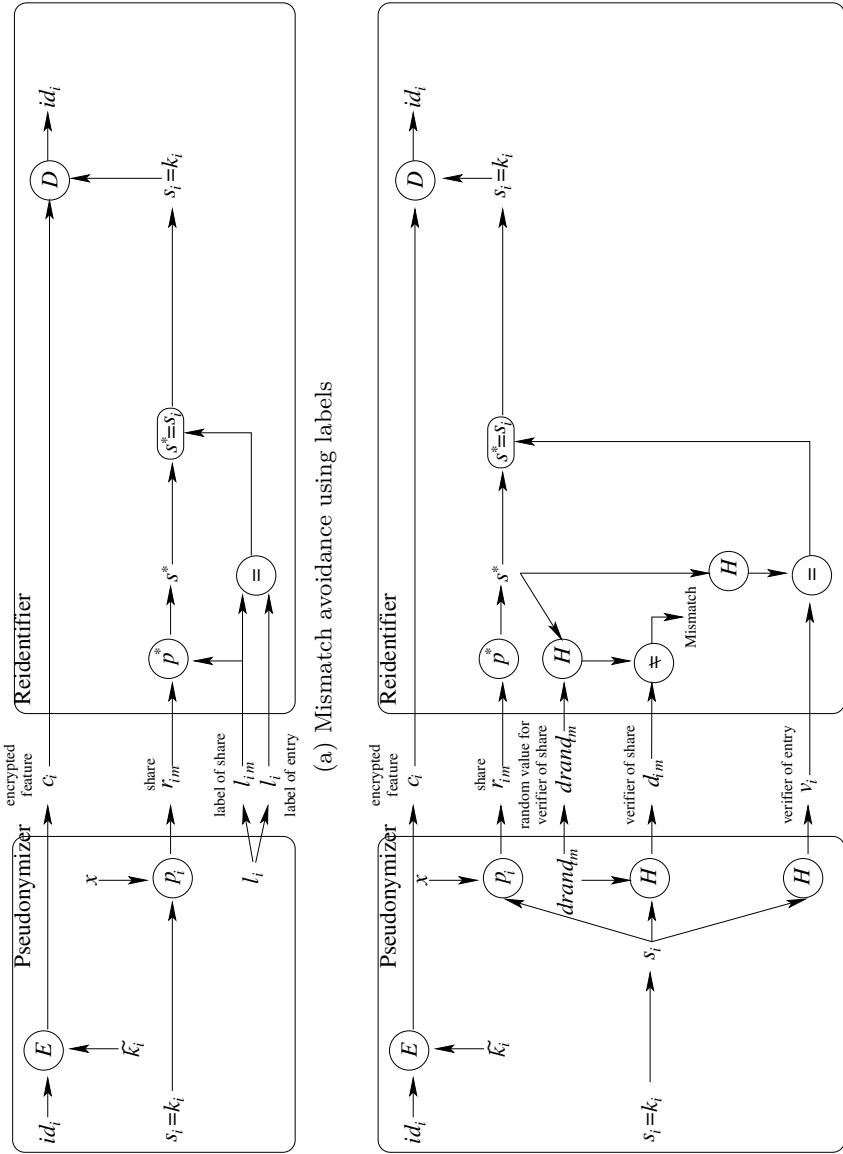 Pseudonymizer
Reidentifier
id_i
E
k̃_i
encrypted
feature
c_i
D
id_i
s_i=k_i
x
p_i
share
r_im
p*
s*
s*=s_i
s_i=k_i
l_i
label of share
l_im
l_i
label of entry
=
(a) Mismatch avoidance using labels
Pseudonymizer
Reidentifier
id_i
E
k̃_i
encrypted
feature
c_i
D
id_i
s_i=k_i
s_i
x
p_i
share
r_im
p*
s*
s*=s_i
s_i=k_i
drand_m
random value for
verifier of share
drand_m
H
H
verifier of share
d_im
≠
Mismatch
H
H
verifier of entry
v_i
=